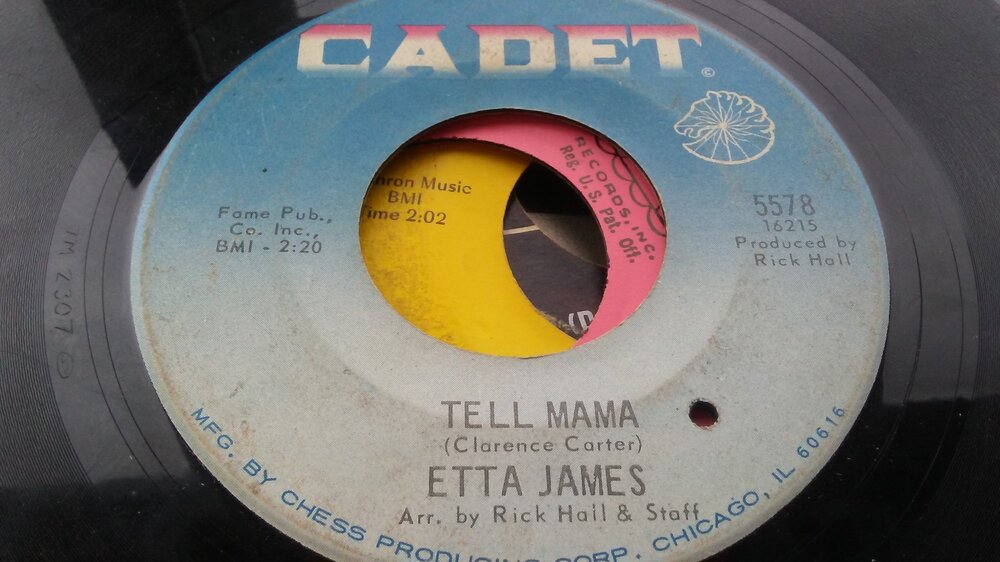 CADET
©
Fame Pub.,
Co. Inc.,
BMI - 2:20
5578
16215
Produced by
Rick Hall
Music
BMI
Time 2:02
RECORDS, INC.
Reg. U.S. Pat. Off.
TELL MAMA
(Clarence Carter)
ETTA JAMES
Arr. by Rick Hall & Staff
MFG. BY CHESS PRODUCING CORP. CHICAGO, IL 60616